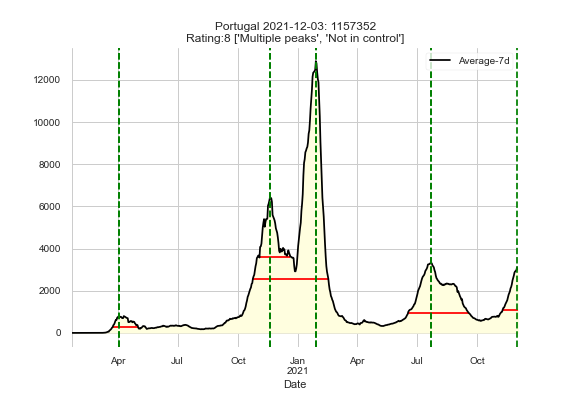 Portugal 2021-12-03: 1157352
Rating:8 ['Multiple peaks', 'Not in control']
Average-7d
12000
10000
8000
6000
4000
2000
0
Apr Jul Oct Jan Apr Jul Oct
2021
Date